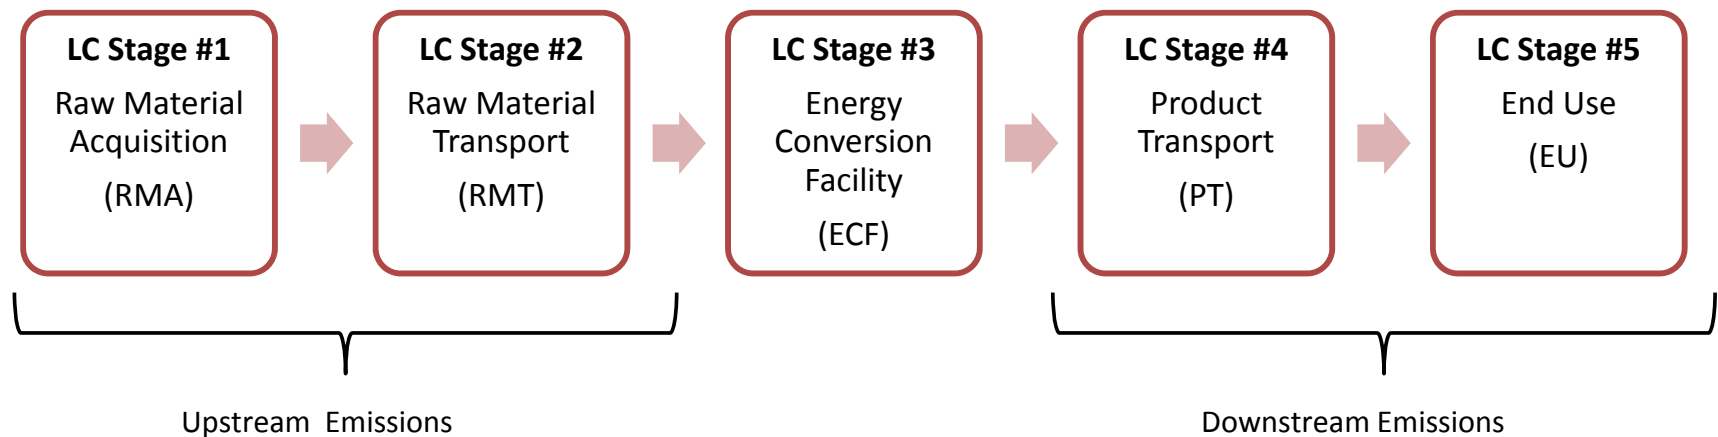 LC Stage #1
Raw Material
Acquisition
(RMA)
LC Stage #2
Raw Material
Transport
(RMT)
LC Stage #3
Energy
Conversion
Facility
(ECF)
LC Stage #4
Product
Transport
(PT)
LC Stage #5
End Use
(EU)
Upstream Emissions
Downstream Emissions